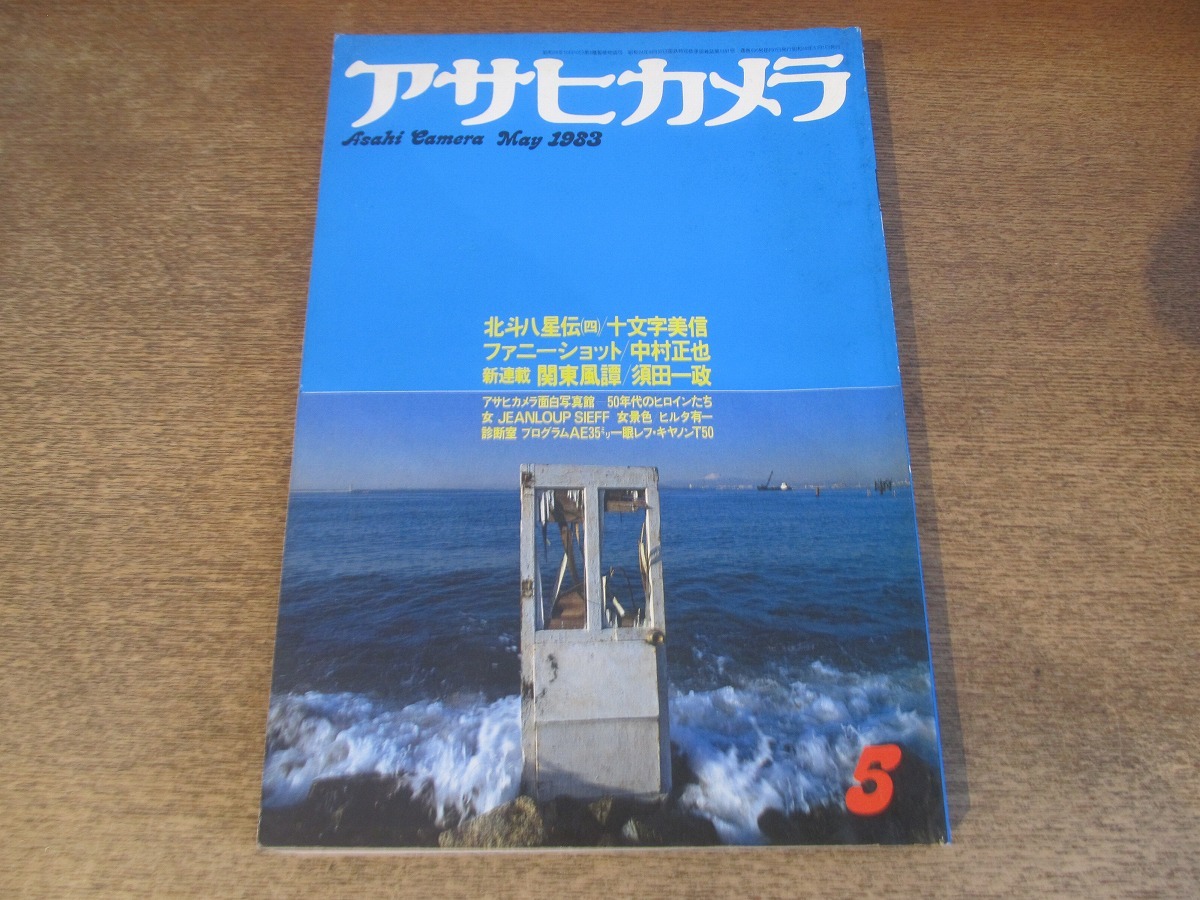 アサヒカメラ
Asahi Camera May 1983
北斗八星伝(四)/十文字美信
ファニーショット/中村正也
新連載 関東風譚/須田一政
アサヒカメラ面白写真館―50年代のヒロインたち
女 JEANLOUP SIEFF 女景色 ヒルタ有一
診断室 プログラムAE35ミリ一眼レフ・キヤノンT50
5